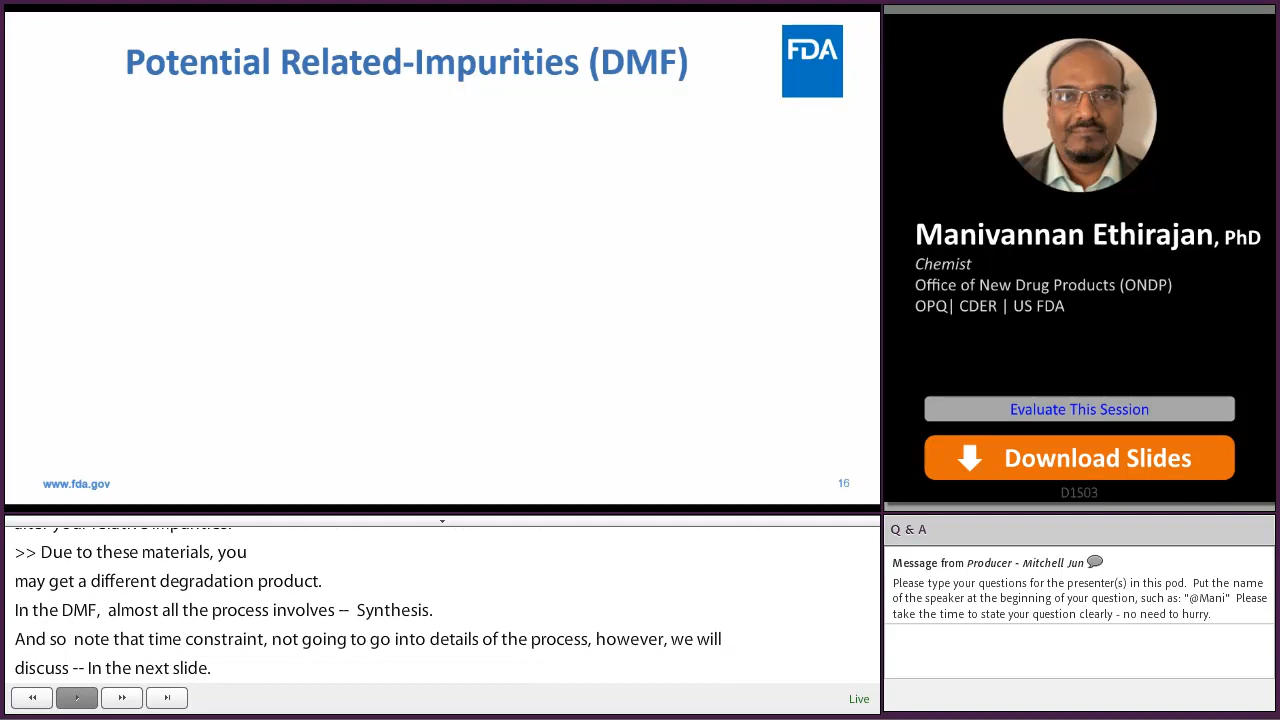 Potential Related-Impurities (DMF)
FDA
www.fda.gov
16
Manivannan Ethirajan, PhD
Chemist
Office of New Drug Products (ONDP)
OPQ| CDER | US FDA
Evaluate This Session
Download Slides
D1S03
>> Due to these materials, you
may get a different degradation product.
In the DMF,  almost all the process involves --  Synthesis.
And so  note that time constraint, not going to go into details of the process, however, we will
discuss -- In the next slide.
Live
Q & A
Message from Producer - Mitchell Jun
Please type your questions for the presenter(s) in this pod.  Put the name
of the speaker at the beginning of your question, such as: "@Mani"  Please
take the time to state your question clearly - no need to hurry.